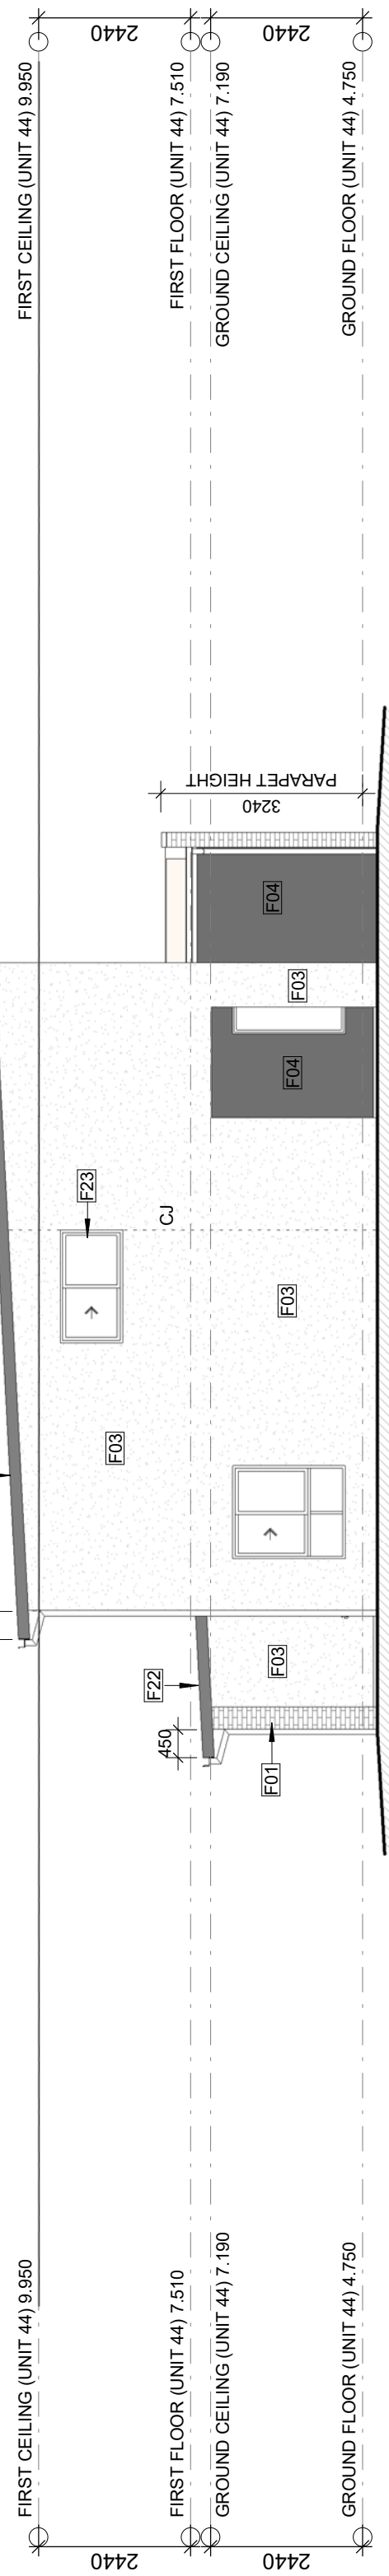 FIRST CEILING (UNIT 44) 9.950
2440
FIRST FLOOR (UNIT 44) 7.510
GROUND CEILING (UNIT 44) 7.190
2440
GROUND FLOOR (UNIT 44) 4.750
450
F22
F01
F03
F03
F23
CJ
F03
F04
F03
F04
3240
PARAPET HEIGHT
FIRST CEILING (UNIT 44) 9.950
2440
FIRST FLOOR (UNIT 44) 7.510
GROUND CEILING (UNIT 44) 7.190
2440
GROUND FLOOR (UNIT 44) 4.750